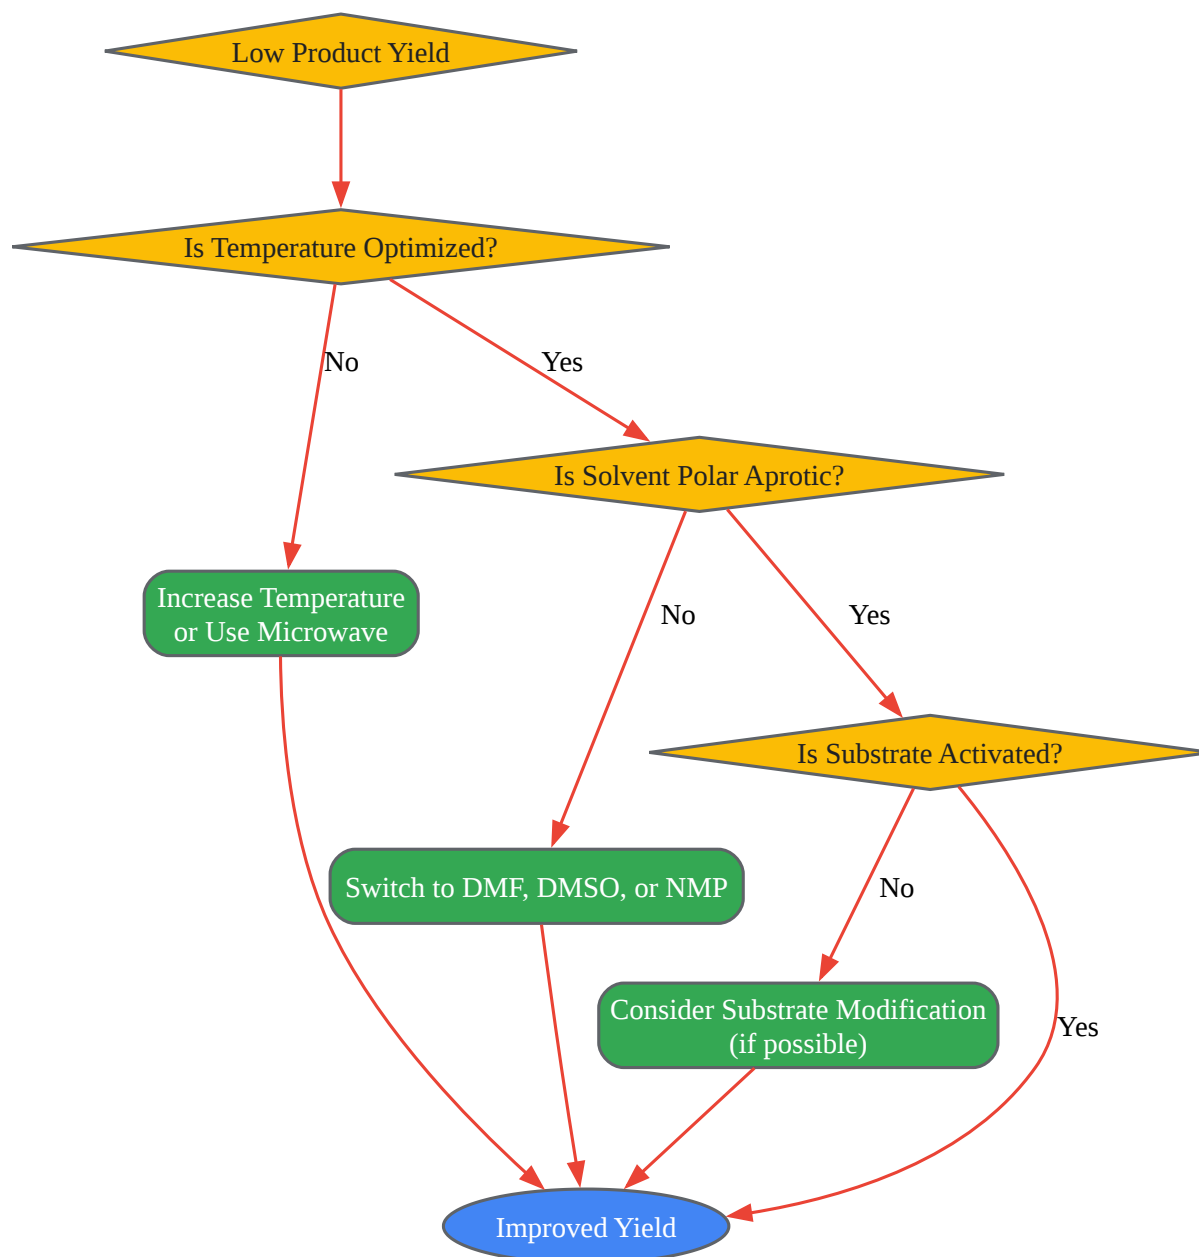 Low Product Yield
Is Temperature Optimized?
No
Yes
Is Solvent Polar Aprotic?
Increase Temperature
or Use Microwave
No
Yes
Is Substrate Activated?
Switch to DMF, DMSO, or NMP
No
Consider Substrate Modification
(if possible)
Yes
Improved Yield